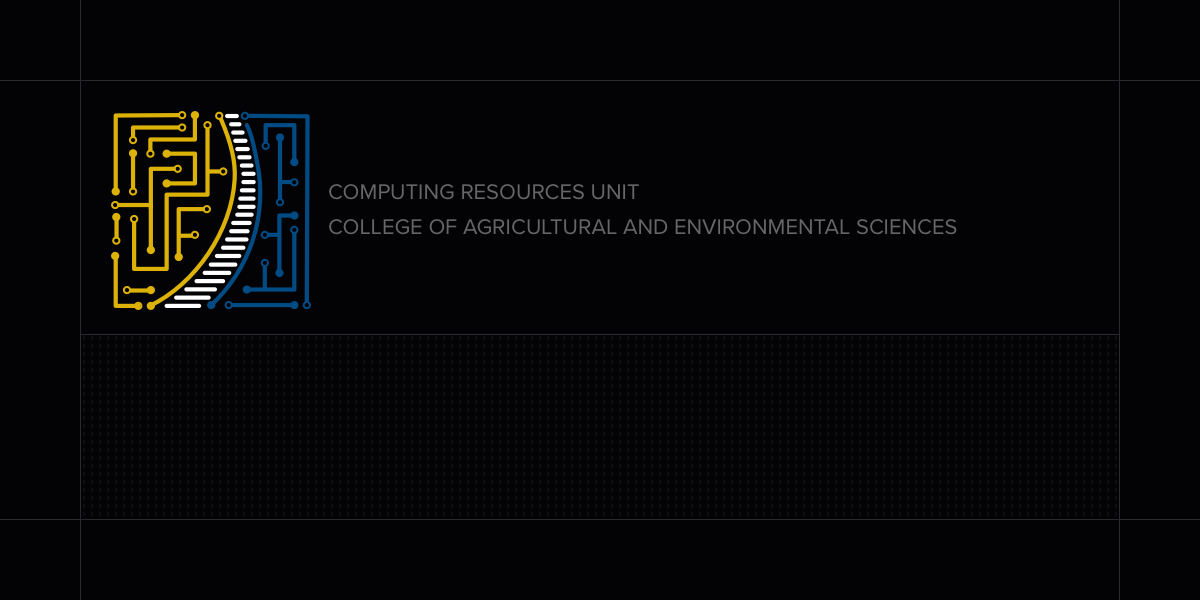 COMPUTING RESOURCES UNIT
COLLEGE OF AGRICULTURAL AND ENVIRONMENTAL SCIENCES